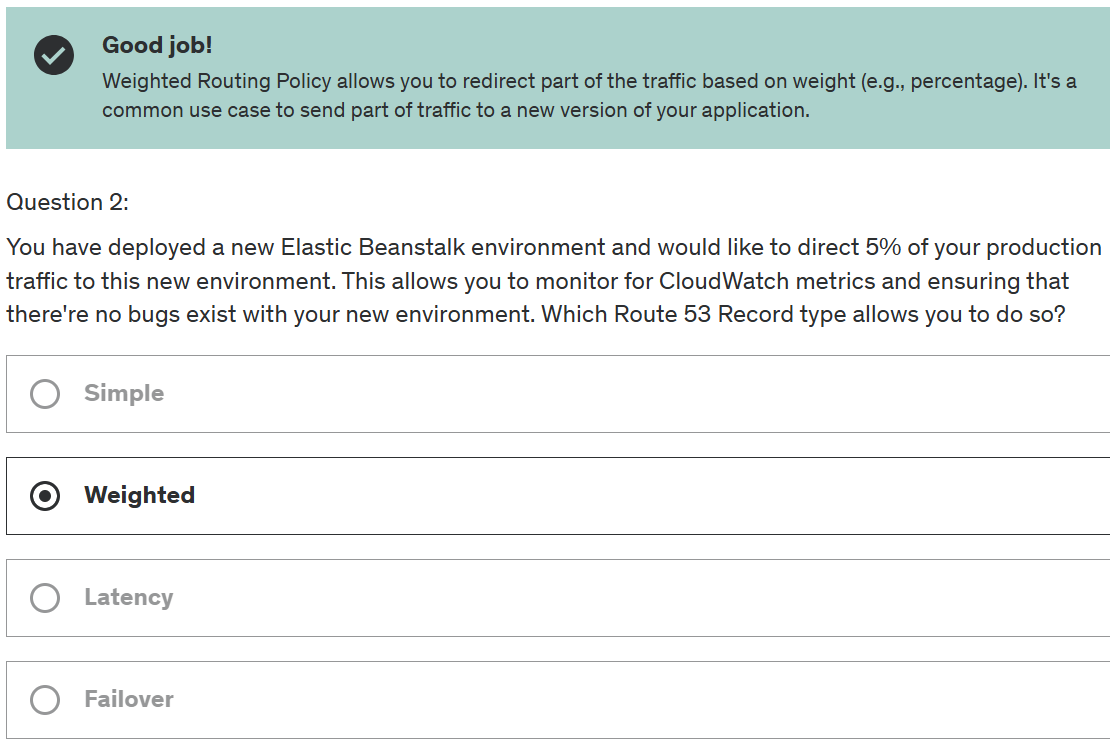 Good job!
Weighted Routing Policy allows you to redirect part of the traffic based on weight (e.g., percentage). It's a
common use case to send part of traffic to a new version of your application.
Question 2:
You have deployed a new Elastic Beanstalk environment and would like to direct 5% of your production
traffic to this new environment. This allows you to monitor for CloudWatch metrics and ensuring that
there're no bugs exist with your new environment. Which Route 53 Record type allows you to do so?
Simple
Weighted
Latency
Failover